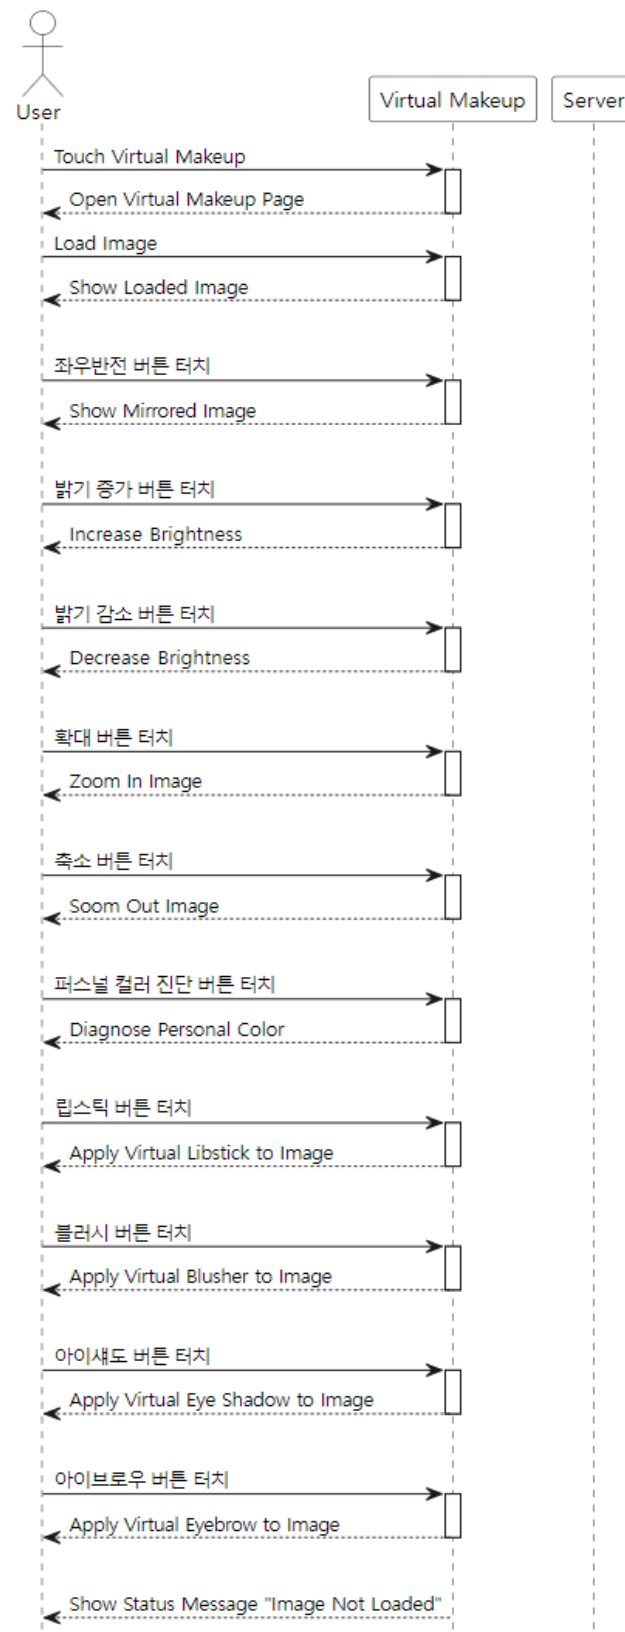 User
Virtual Makeup
Server
Touch Virtual Makeup
Open Virtual Makeup Page
Load Image
Show Loaded Image
좌우반전 버튼 터치
Show Mirrored Image
밝기 증가 버튼 터치
Increase Brightness
밝기 감소 버튼 터치
Decrease Brightness
확대 버튼 터치
Zoom In Image
축소 버튼 터치
Soom Out Image
퍼스널 컬러 진단 버튼 터치
Diagnose Personal Color
립스틱 버튼 터치
Apply Virtual Libstick to Image
블러시 버튼 터치
Apply Virtual Blusher to Image
아이섀도 버튼 터치
Apply Virtual Eye Shadow to Image
아이브로우 버튼 터치
Apply Virtual Eyebrow to Image
Show Status Message "Image Not Loaded"